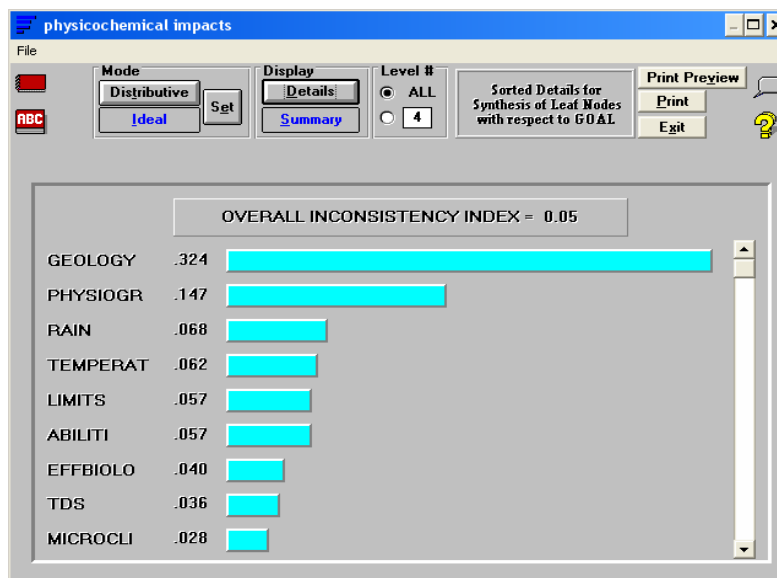 physicochemical impacts
File
Mode
Distributive
Ideal
Set
Display
Details
Summary
Level #
ALL
4
Sorted Details for
Synthesis of Leaf Nodes
with respect to GOAL
Print Preview
Print
Exit
ABC
OVERALL INCONSISTENCY INDEX = 0.05
GEOLOGY .324
PHYSIOGR .147
RAIN .068
TEMPERAT .062
LIMITS .057
ABILITI .057
EFFBIOLO .040
TDS .036
MICROCLI .028